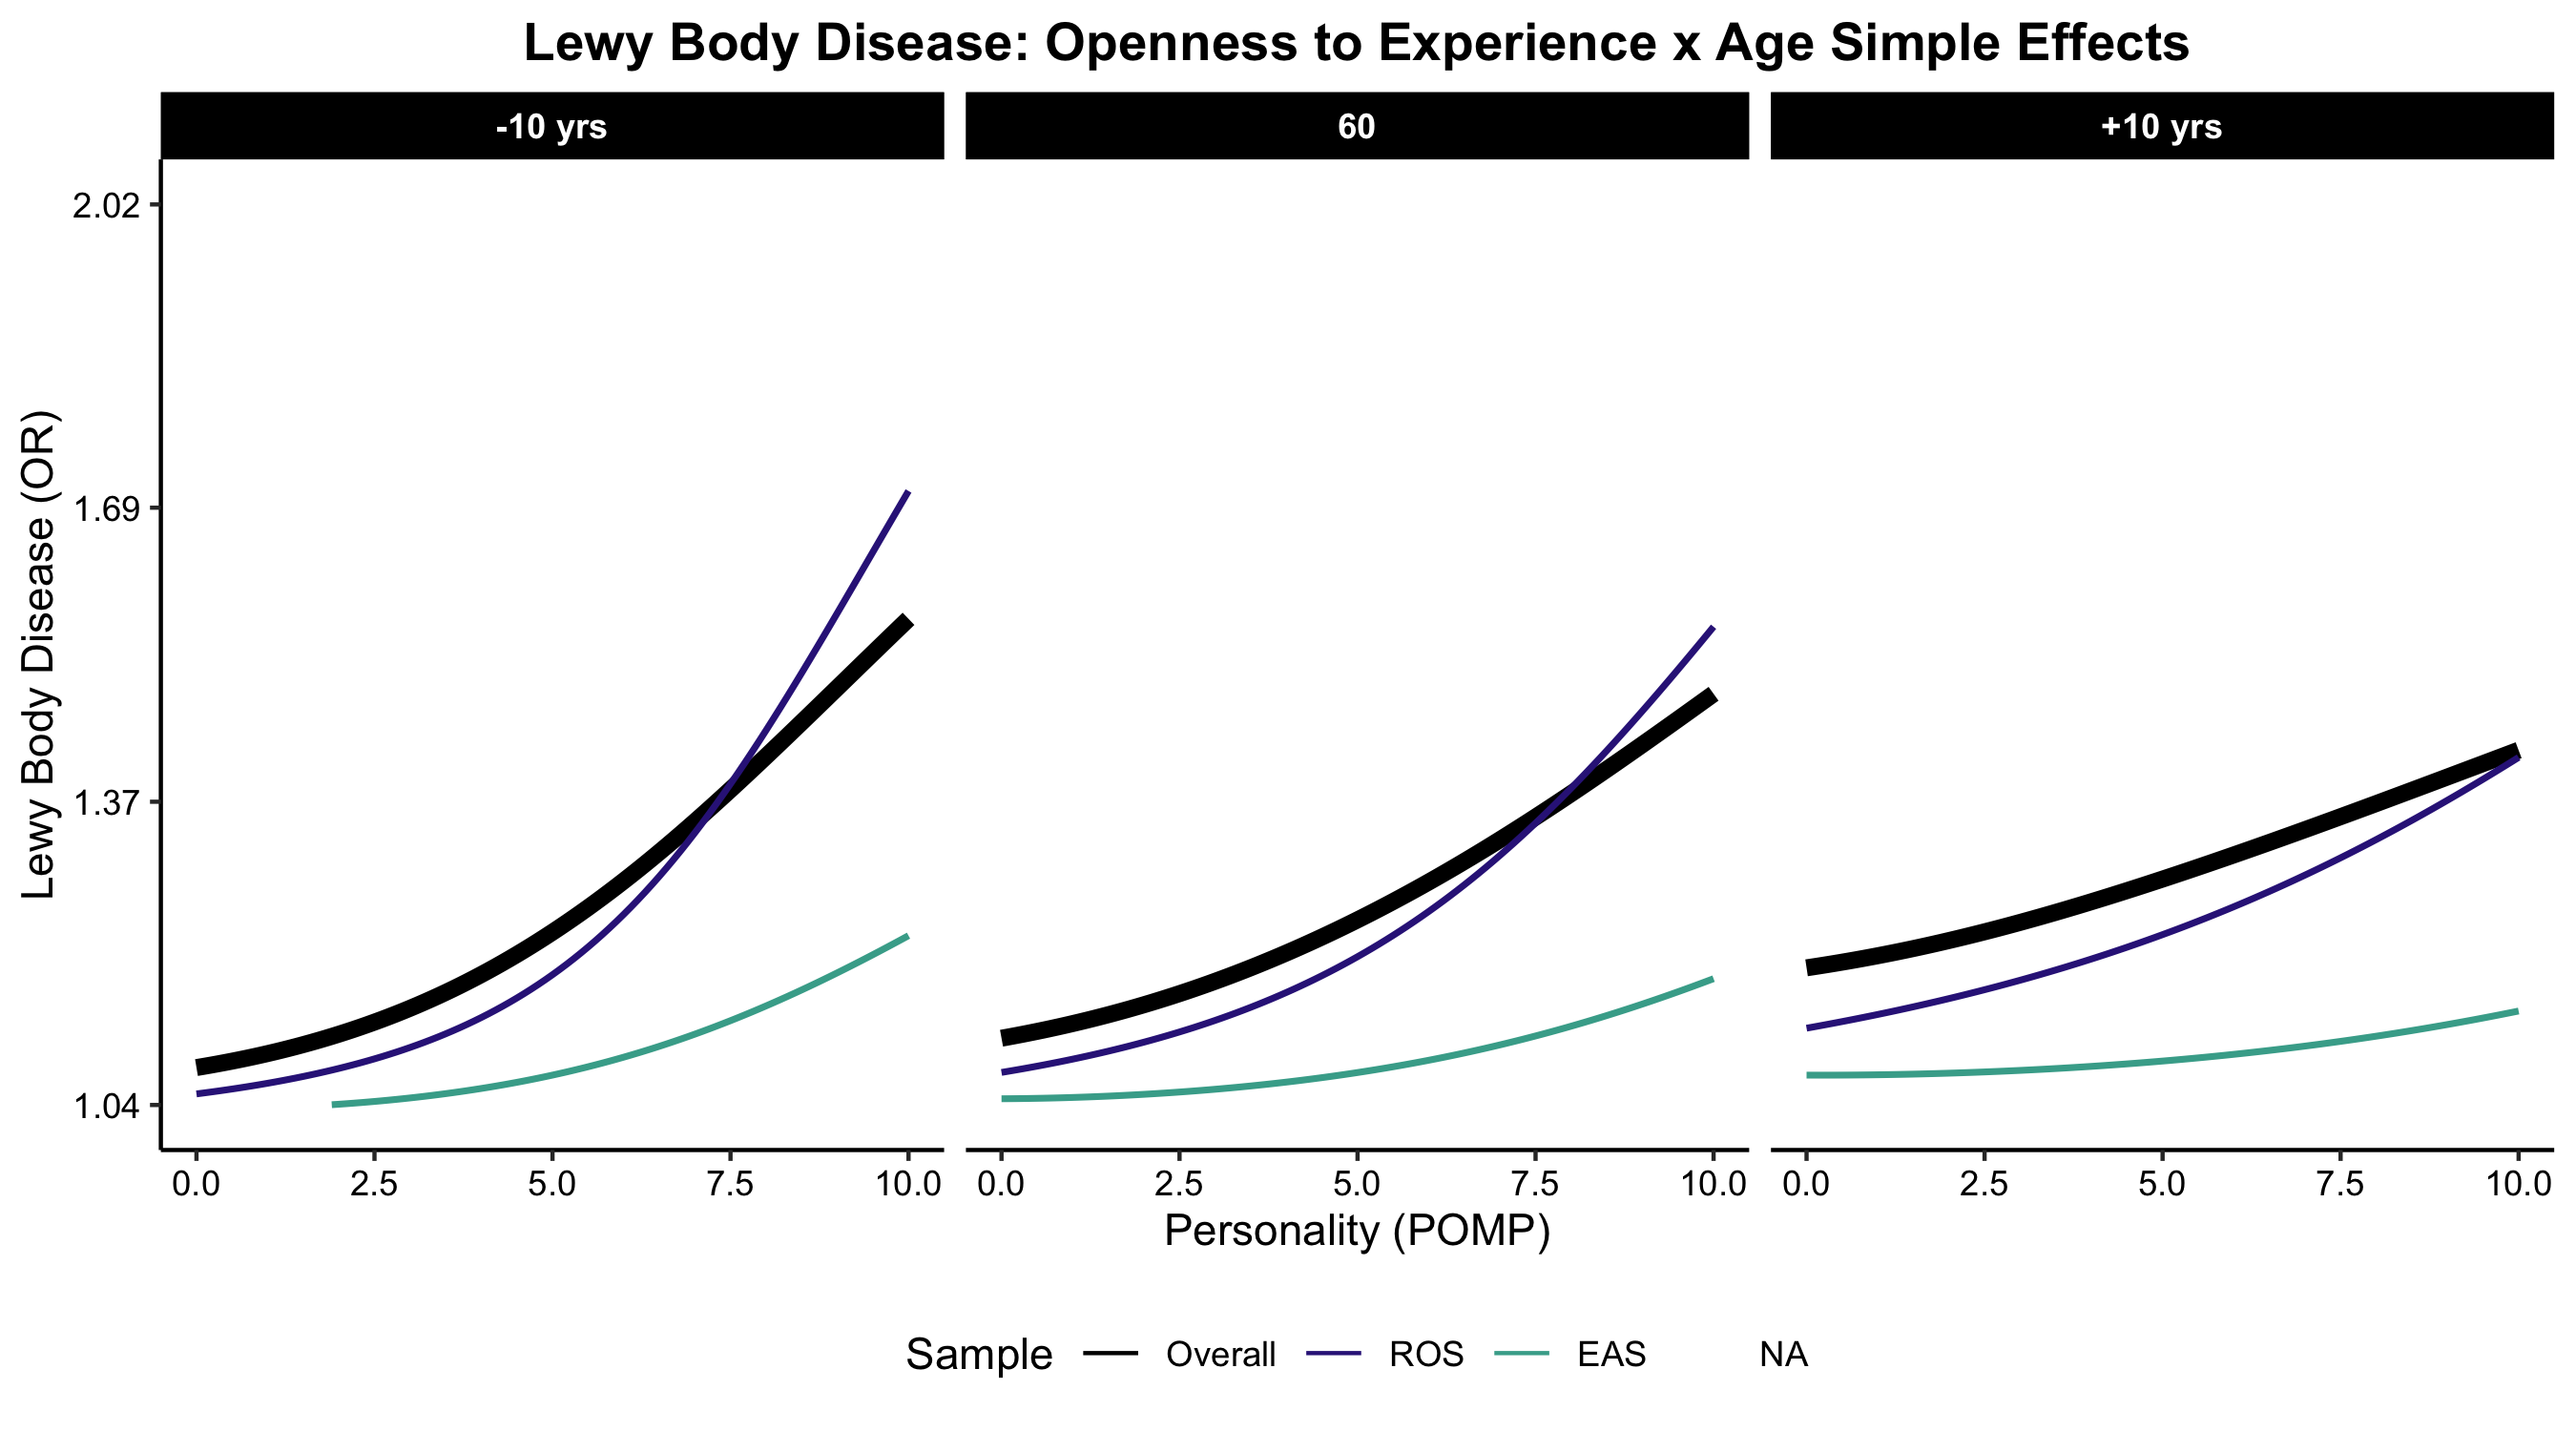 Lewy Body Disease: Openness to Experience x Age Simple Effects
-10 yrs
60
+10 yrs
Lewy Body Disease (OR)
2.02
1.69
1.37
1.04
0.0 2.5 5.0 7.5 10.0
0.0 2.5 5.0 7.5 10.0
0.0 2.5 5.0 7.5 10.0
Personality (POMP)
Sample Overall ROS EAS NA